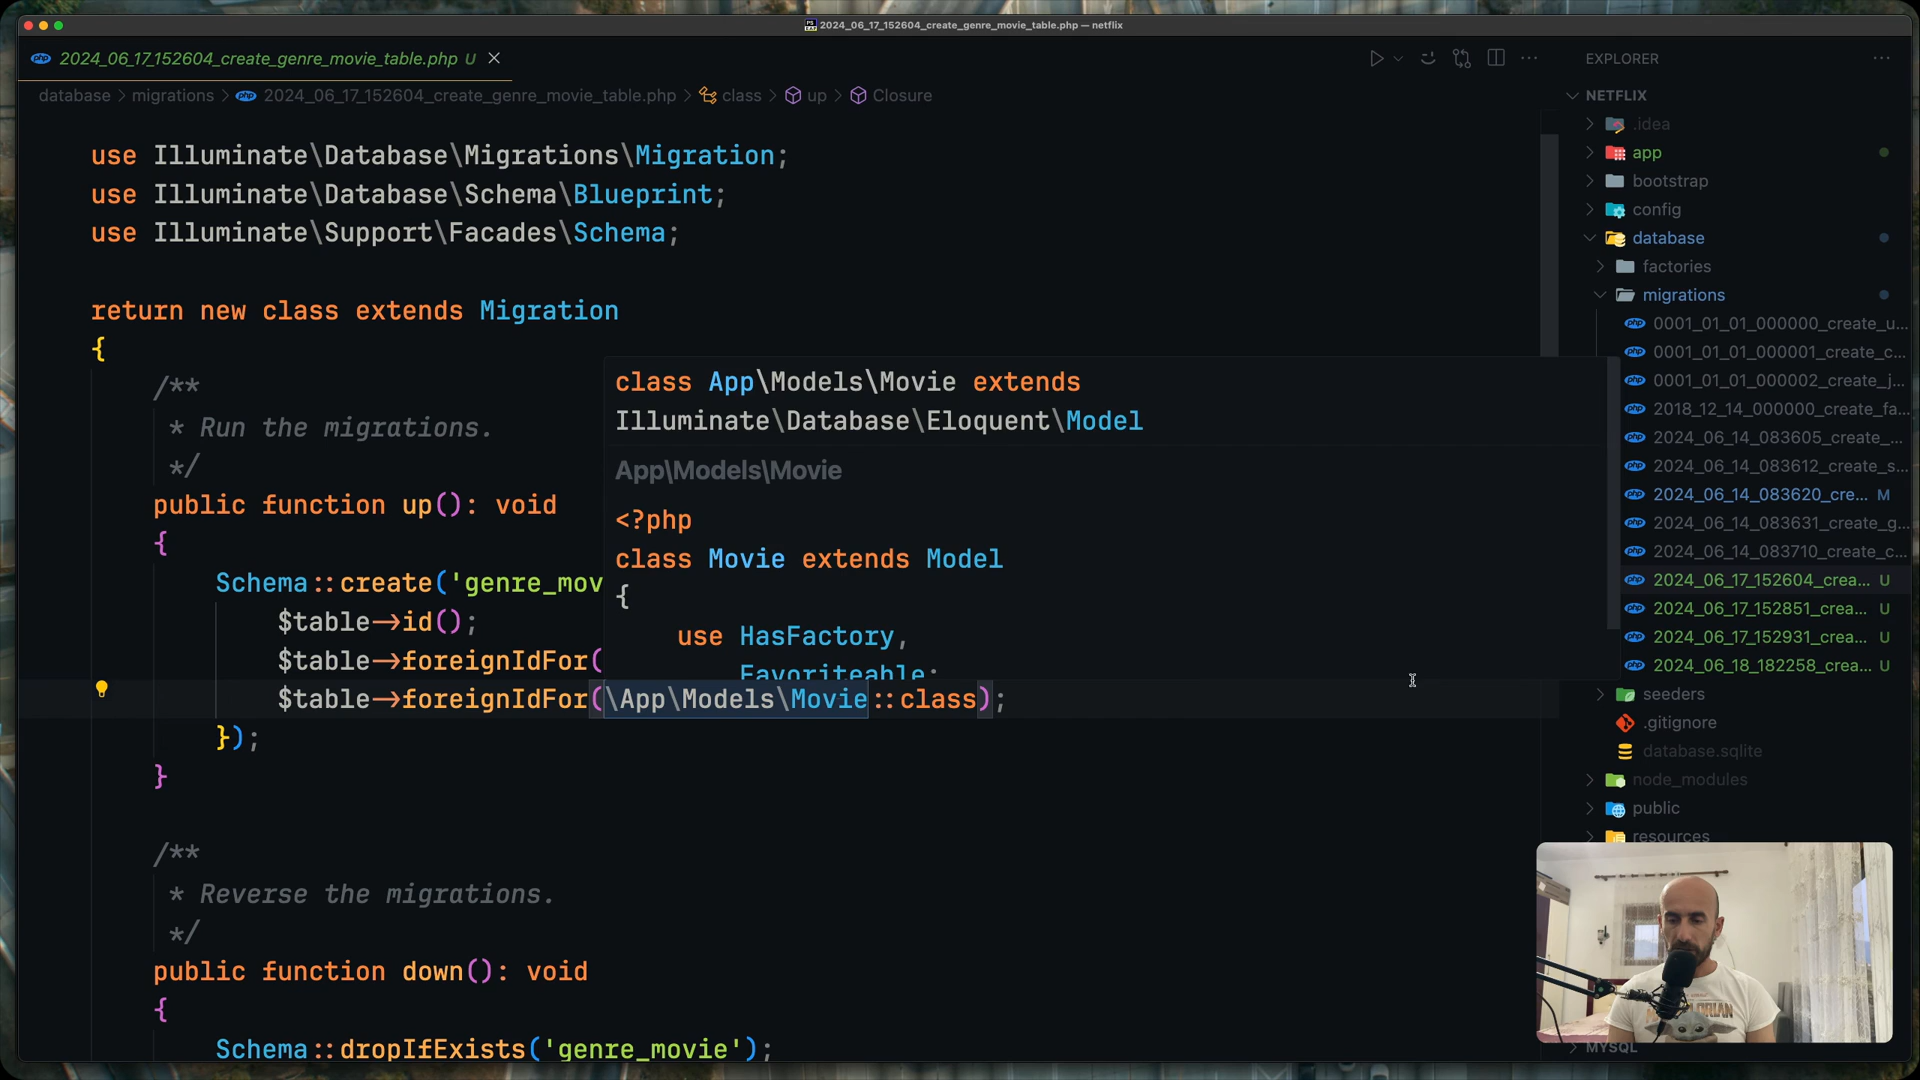 2024_06_17_152604_create_genre_movie_table.php — netflix
2024_06_17_152604_create_genre_movie_table.php U
database > migrations > 2024_06_17_152604_create_genre_movie_table.php > class > up > Closure
use Illuminate\Database\Migrations\Migration;
use Illuminate\Database\Schema\Blueprint;
use Illuminate\Support\Facades\Schema;
return new class extends Migration
{
/**
* Run the migrations.
*/
public function up(): void
{
Schema::create('genre_mov
$table->id();
$table->foreignIdFor(
$table->foreignIdFor(\App\Models\Movie::class);
});
}
/**
* Reverse the migrations.
*/
public function down(): void
{
Schema::dropIfExists('genre_movie');
class App\Models\Movie extends
Illuminate\Database\Eloquent\Model
App\Models\Movie
<?php
class Movie extends Model
{
use HasFactory,
Favoriteable;
EXPLORER
NETFLIX
.idea
app
bootstrap
config
database
factories
migrations
0001_01_01_000000_create_u...
0001_01_01_000001_create_c...
0001_01_01_000002_create_j...
2018_12_14_000000_create_fa...
2024_06_14_083605_create_...
2024_06_14_083612_create_s...
2024_06_14_083620_cre... M
2024_06_14_083631_create_g...
2024_06_14_083710_create_c...
2024_06_17_152604_crea... U
2024_06_17_152851_crea... U
2024_06_17_152931_crea... U
2024_06_18_182258_crea... U
seeders
.gitignore
database.sqlite
node_modules
public
resources
MYSQL